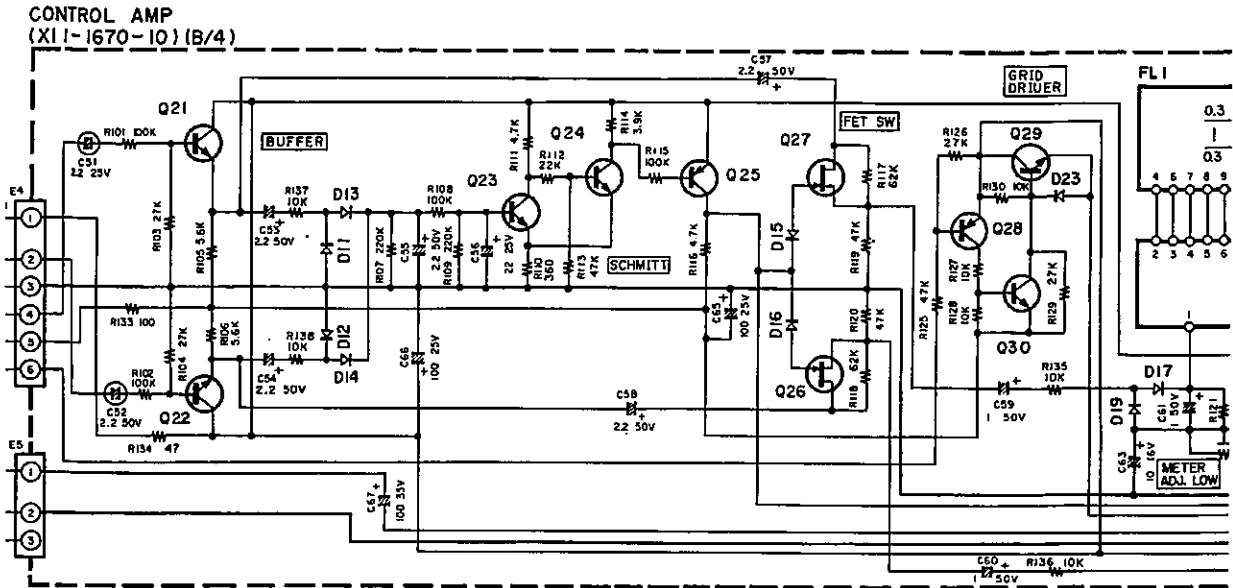 CONTROL AMP
(X11-1670-10)(B/4)
C57
2.2 50V
+
GRID
DRIUER
FL1
Q21
R101 100K
C51
22 25V
BUFFER
R111 4.7K
Q24
R114
3.9K
R112
22K
R115
100K
Q27
FET SW
R126
27K
Q29
0.3
1
0.3
E4
R137
10K
D13
R108
100K
Q23
Q25
R117
62K
R130 10K
D23
4 6 7 8 9
1
R103 27K
R105 5.6K
C53
2.2 50V
D11
R107 220K
C55
2.2 50V
R109 220K
C56
22 25V
R110
360
R113
47K
SCHMITT
R116 4.7K
D15
R119 47K
Q28
R127
10K
R129 27K
2 3 4 5 6
2
3
4
5
6
R133 100
R104 27K
R106
5.6K
R138
10K
D12
C66
100 25V
C65
100 25V
D16
R120
47K
R125 47K
R128
10K
Q30
1
R102
100K
C52
2.2 50V
Q22
C54
2.2 50V
D14
Q26
R118 62K
R135
10K
D17
C58
2.2 50V
C59
1 50V
D19
C61
1 50V
R121
R134 47
E5
1
2
3
C67
100 35V
C63
10 16V
METER
ADJ. LOW
C60
1 50V
R136 10K